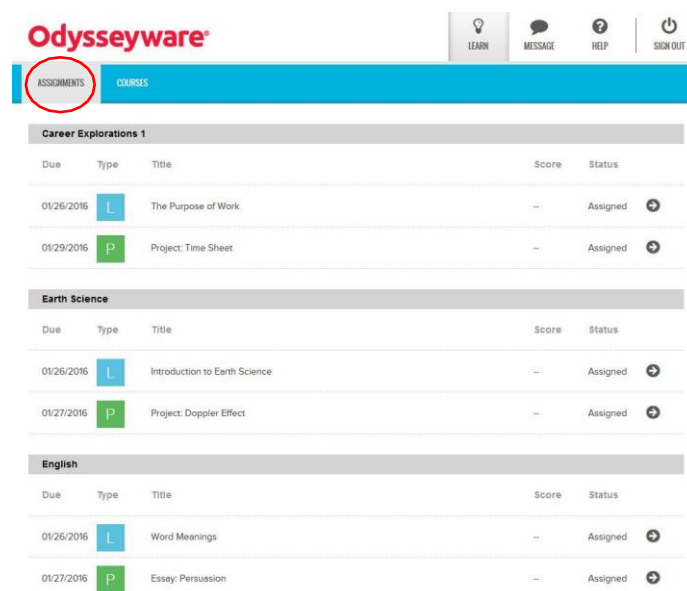 Odysseyware®
LEARN MESSAGE HELP SIGN OUT
ASSIGNMENTS COURSES
Career Explorations 1
Due Type Title Score Status
01/26/2016 L The Purpose of Work -- Assigned
01/29/2016 P Project: Time Sheet -- Assigned
Earth Science
Due Type Title Score Status
01/26/2016 L Introduction to Earth Science -- Assigned
01/27/2016 P Project: Doppler Effect -- Assigned
English
Due Type Title Score Status
01/26/2016 L Word Meanings -- Assigned
01/27/2016 P Essay: Persuasion -- Assigned